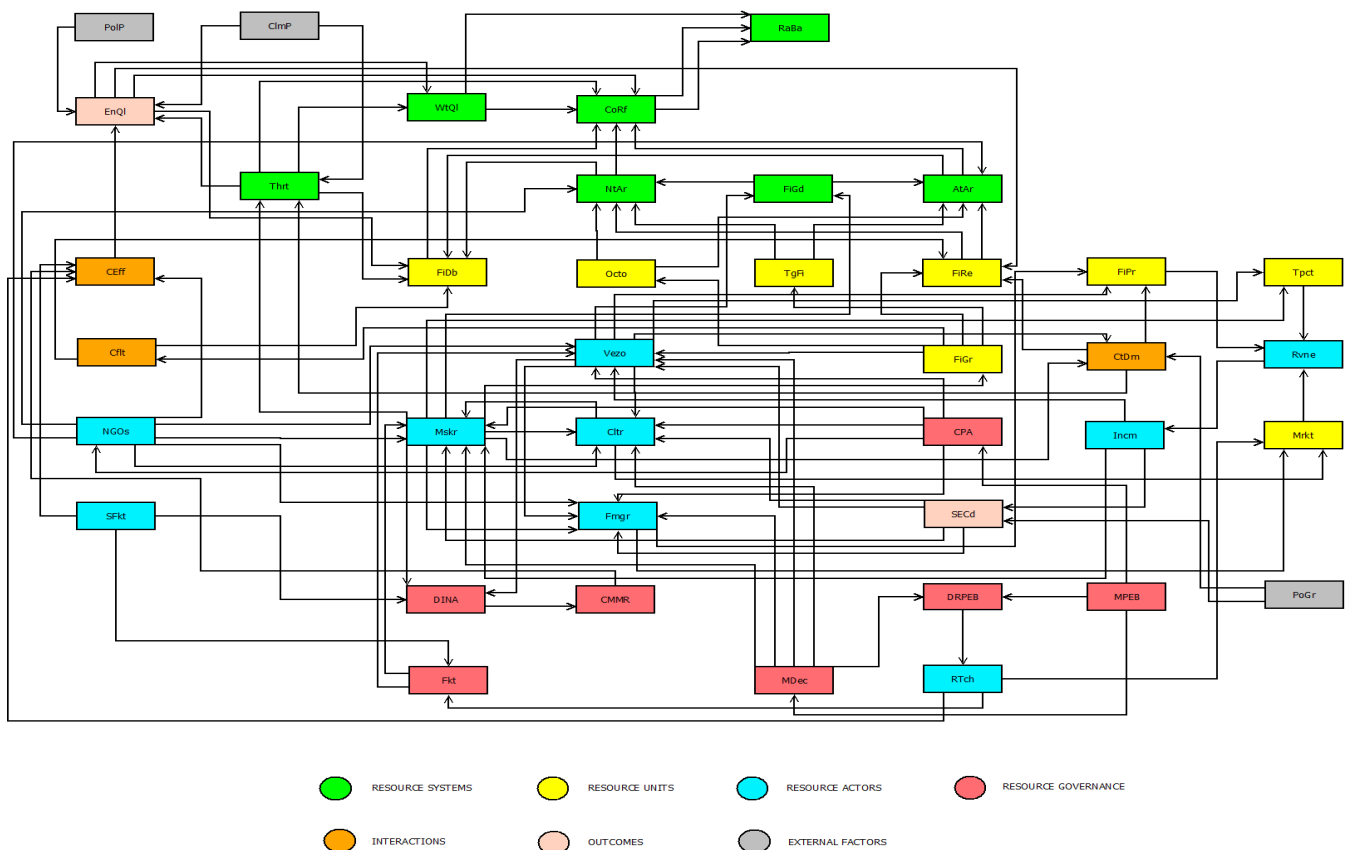 PolP
ClmP
RaBa
EnQl
WtQl
CoRf
Thrt
NtAr
FiGd
AtAr
CEff
FiDb
Octo
TgFi
FiRe
FiPr
Tpct
Cflt
Vezo
FiGr
CtDm
Rvne
NGOs
Mskr
Cltr
CPA
Incm
Mrkt
SFkt
Fmgr
SECd
DINA
CMMR
DRPEB
MPEB
PoGr
Fkt
MDec
RTch
RESOURCE SYSTEMS
RESOURCE UNITS
RESOURCE ACTORS
RESOURCE GOVERNANCE
INTERACTIONS
OUTCOMES
EXTERNAL FACTORS